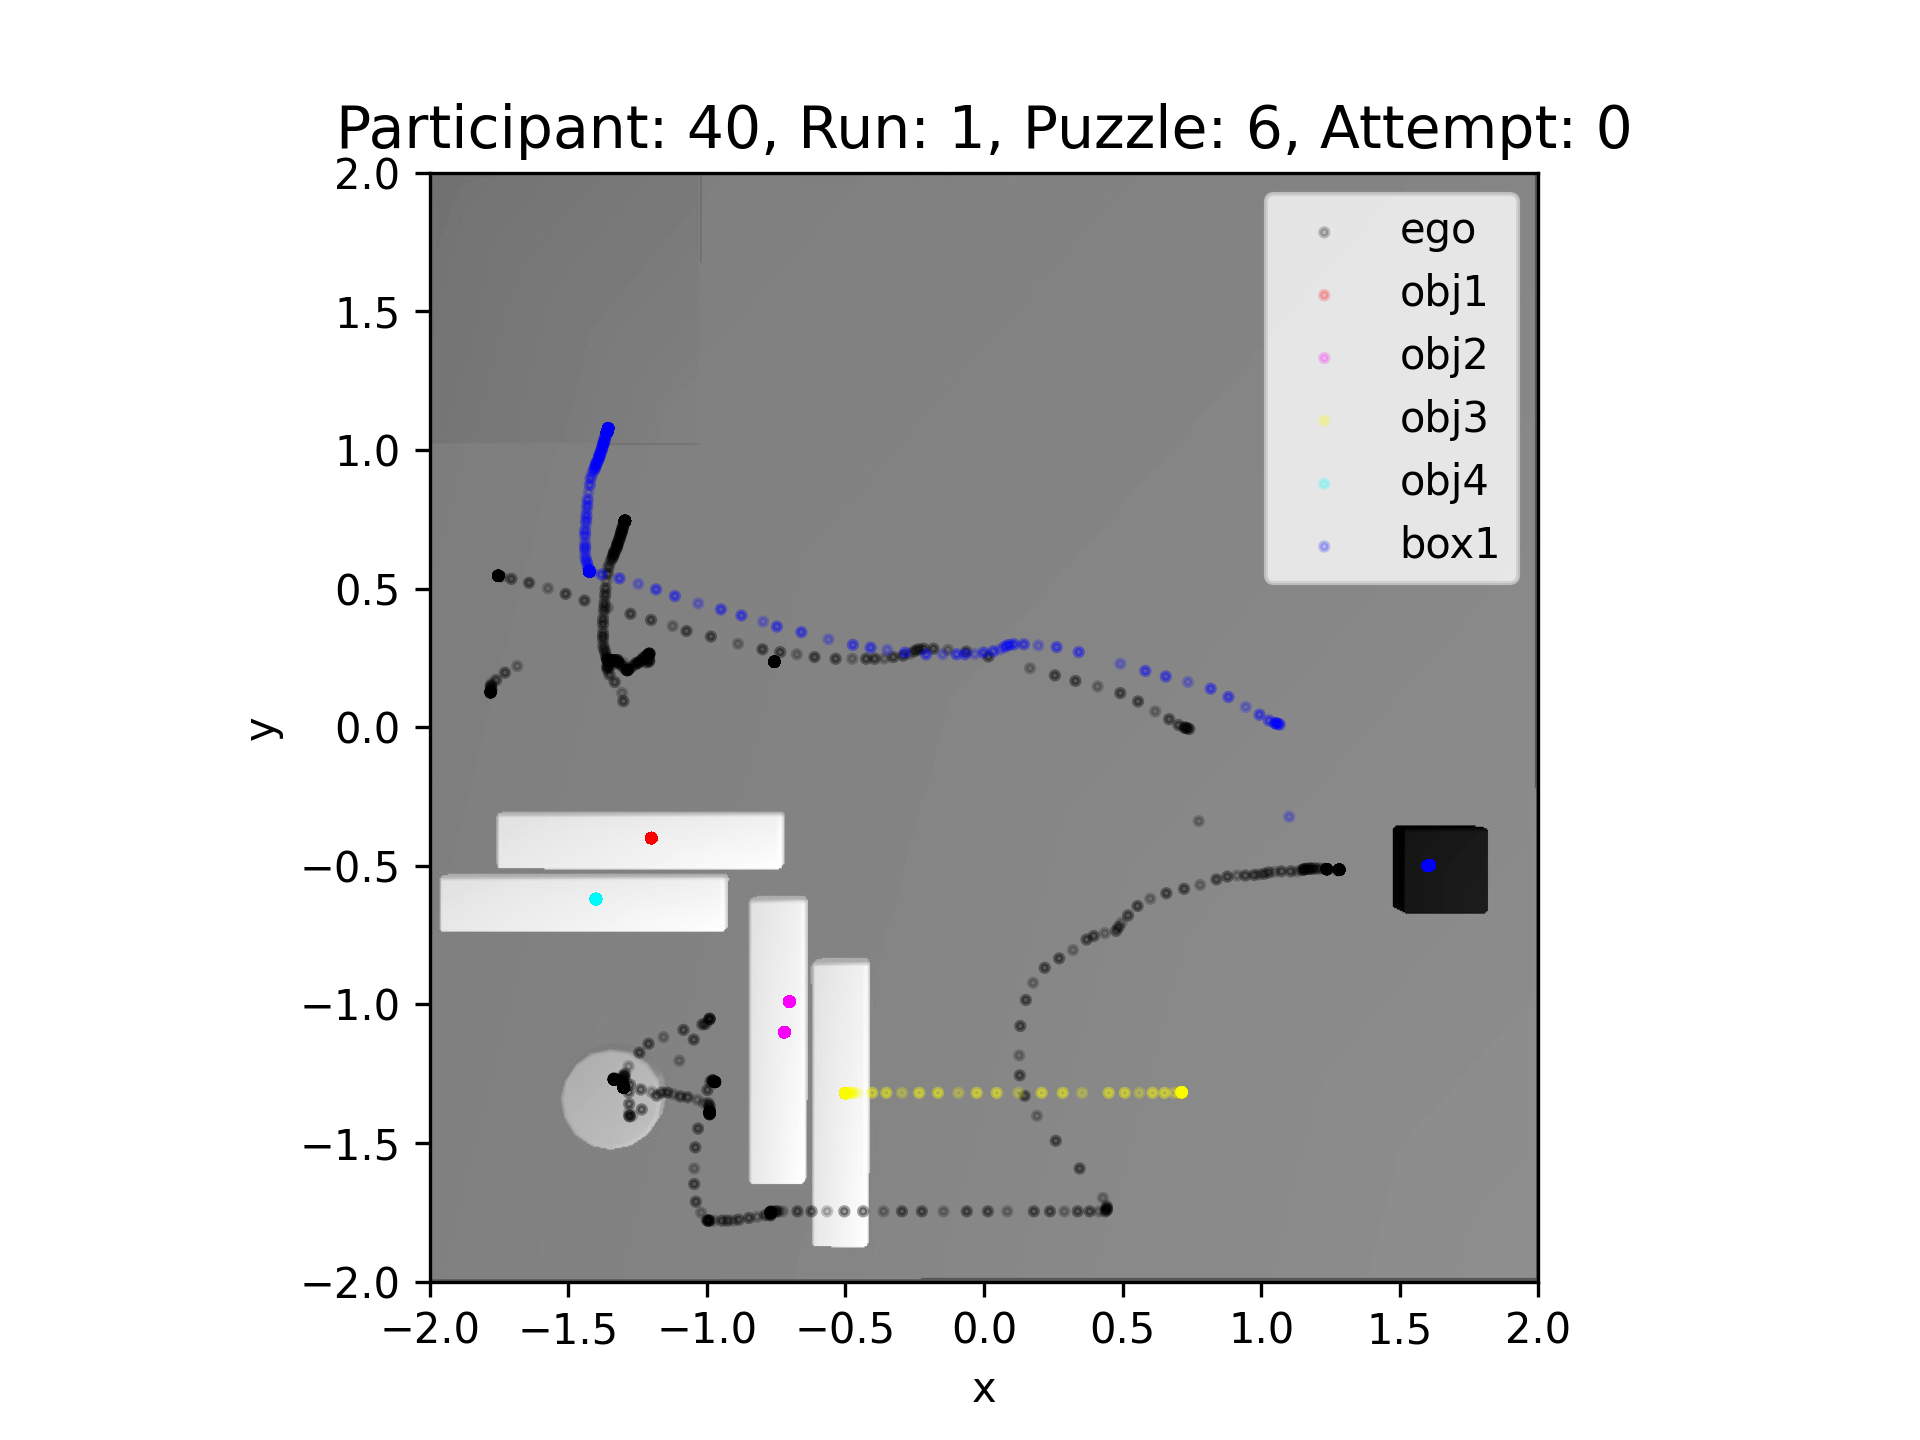 Participant: 40, Run: 1, Puzzle: 6, Attempt: 0
2.0
1.5
1.0
0.5
0.0
−0.5
−1.0
−1.5
−2.0
y
ego
obj1
obj2
obj3
obj4
box1
−2.0 −1.5 −1.0 −0.5 0.0 0.5 1.0 1.5 2.0
x